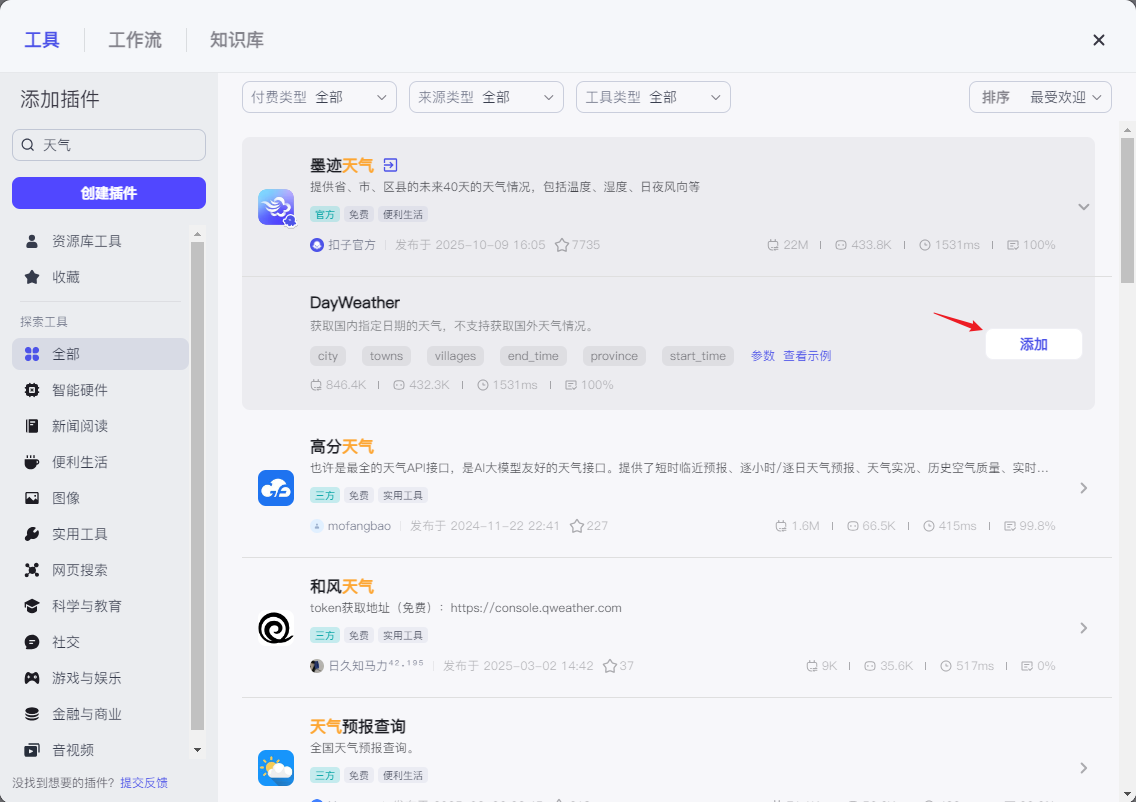 工具 工作流 知识库
添加插件
天气
创建插件
资源库工具
收藏
探索工具
全部
智能硬件
新闻阅读
便利生活
图像
实用工具
网页搜索
科学与教育
社交
游戏与娱乐
金融与商业
音视频
没找到想要的插件? 提交反馈
付费类型 全部 来源类型 全部 工具类型 全部 排序 最受欢迎
墨迹天气
提供省、市、区县的未来40天的天气情况，包括温度、湿度、日夜风向等
官方 免费 便利生活
扣子官方 发布于 2025-10-09 16:05 7735 22M 433.8K 1531ms 100%
DayWeather
获取国内指定日期的天气，不支持获取国外天气情况。
添加
city towns villages end_time province start_time 参数 查看示例
846.4K 432.3K 1531ms 100%
高分天气
也许是最全的天气API接口，是AI大模型友好的天气接口。提供了短时临近预报、逐小时/逐日天气预报、天气实况、历史空气质量、实时...
三方 免费 实用工具
mofangbao 发布于 2024-11-22 22:41 227 1.6M 66.5K 415ms 99.8%
和风天气
token获取地址（免费）：https://console.qweather.com
三方 免费 实用工具
日久知马力⁴²·¹⁹⁵ 发布于 2025-03-02 14:42 37 9K 35.6K 517ms 0%
天气预报查询
全国天气预报查询。
三方 免费 便利生活